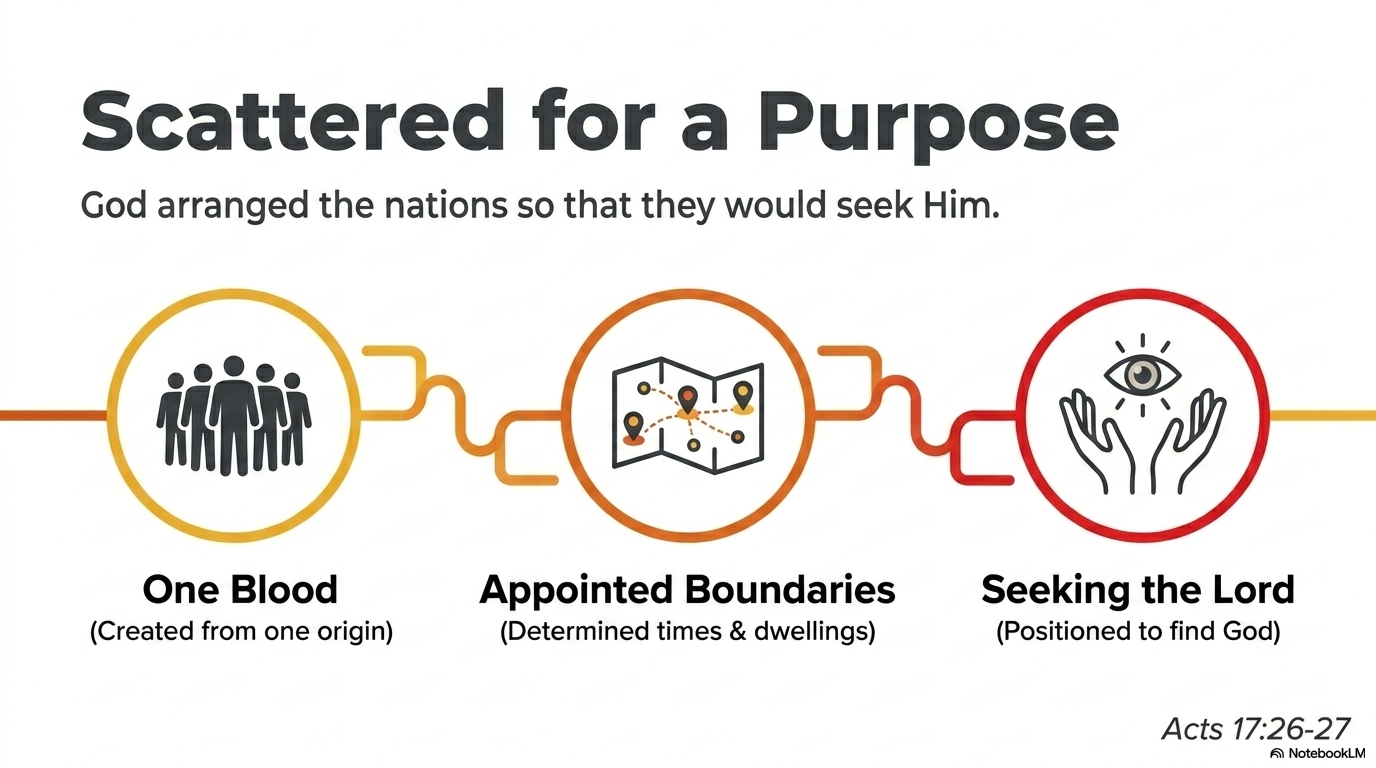 Scattered for a Purpose
God arranged the nations so that they would seek Him.
One Blood
(Created from one origin)
Appointed Boundaries
(Determined times & dwellings)
Seeking the Lord
(Positioned to find God)
Acts 17:26-27
NotebookLM